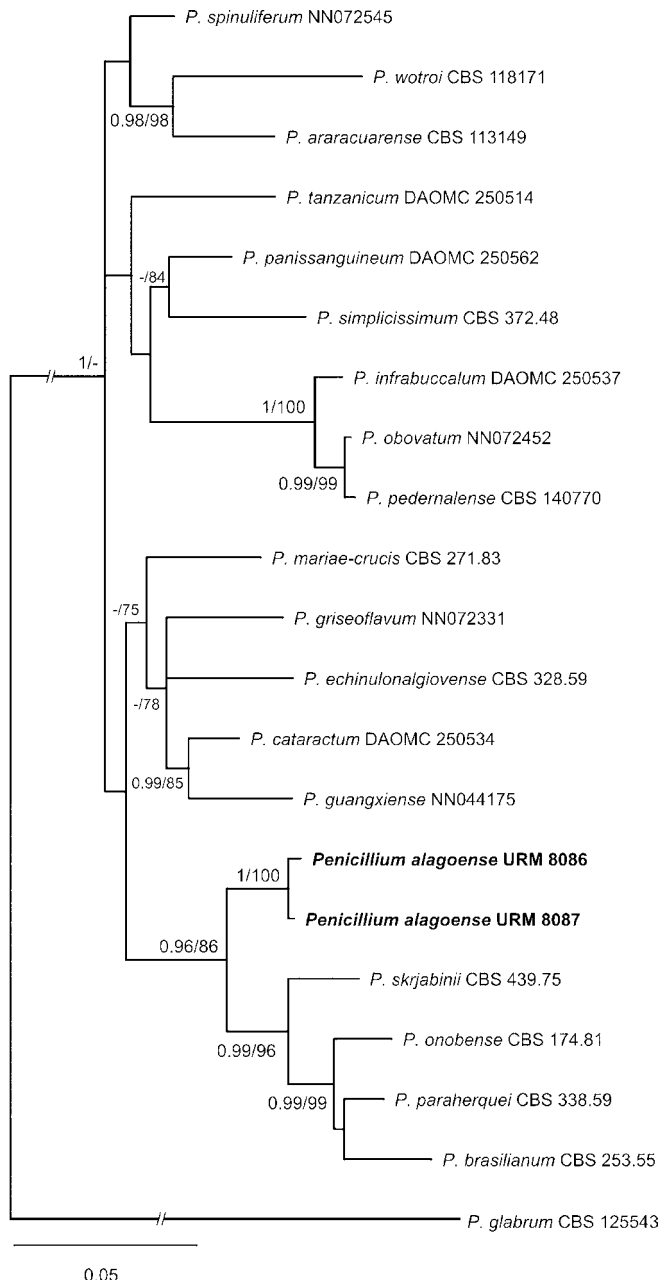 P. spinuliferum NN072545
P. wotroi CBS 118171
0.98/98
P. araracuarense CBS 113149
P. tanzanicum DAOMC 250514
P. panissanguineum DAOMC 250562
-/84
P. simplicissimum CBS 372.48
1/-
P. infrabuccalum DAOMC 250537
1/100
P. obovatum NN072452
0.99/99
P. pedernalense CBS 140770
P. mariae-crucis CBS 271.83
-/75
P. griseoflavum NN072331
P. echinulonalgiovense CBS 328.59
-/78
P. cataractum DAOMC 250534
0.99/85
P. guangxiense NN044175
Penicillium alagoense URM 8086
1/100
Penicillium alagoense URM 8087
0.96/86
P. skrjabinii CBS 439.75
P. onobense CBS 174.81
0.99/96
P. paraherquei CBS 338.59
0.99/99
P. brasilianum CBS 253.55
P. glabrum CBS 125543
0.05